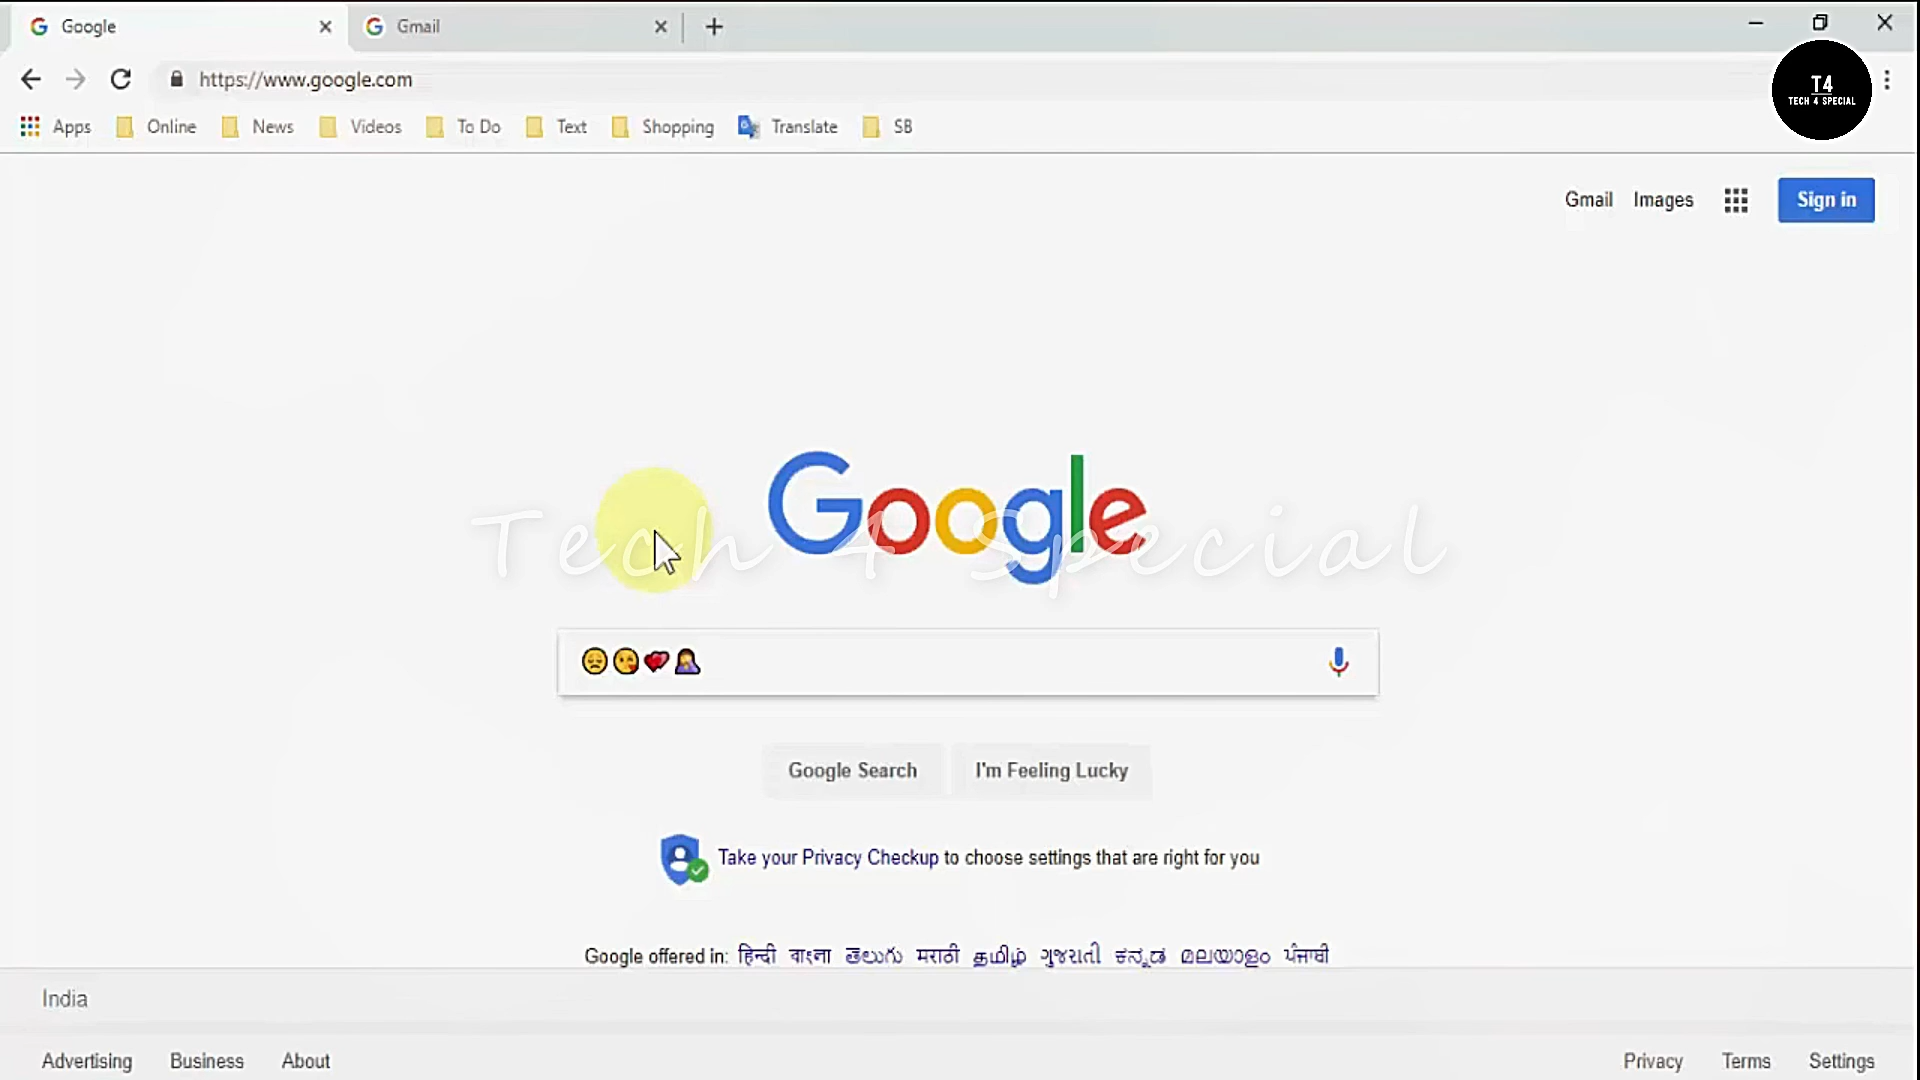 Google
Gmail
https://www.google.com
T4
TECH 4 SPECIAL
Apps Online News Videos To Do Text Shopping Translate SB
Gmail Images Sign in
Google
Tech 4 Special
😞😘💕🤦‍♀️
Google Search I'm Feeling Lucky
Take your Privacy Checkup to choose settings that are right for you
Google offered in: हिन्दी বাংলা తెలుగు मराठी தமிழ் ગુજરાતી ಕನ್ನಡ മലയാളം ਪੰਜਾਬੀ
India
Advertising Business About Privacy Terms Settings